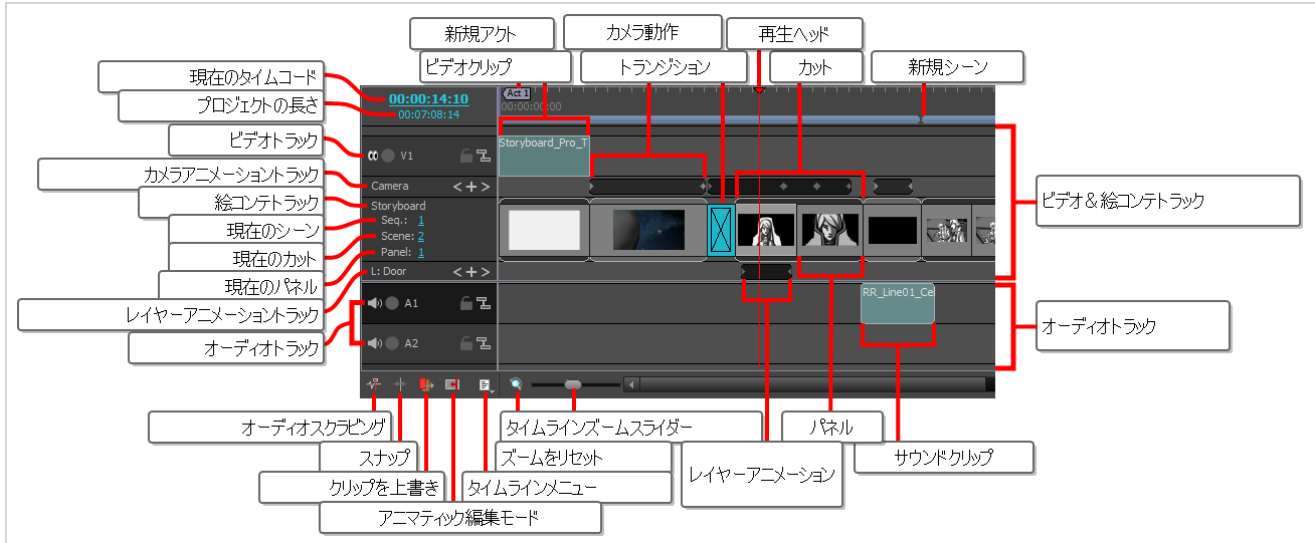 新規アクト
カメラ動作
再生ヘッド
ビデオクリップ
トランジション
カット
新規シーン
現在のタイムコード
プロジェクトの長さ
ビデオトラック
カメラアニメーショントラック
絵コンテトラック
現在のシーン
現在のカット
現在のパネル
レイヤーアニメーショントラック
オーディオトラック
00:00:14:10
00:07:08:14
Act 1
00:00:00:00
V1
Storyboard_Pro_T
Camera
Storyboard
Seq.: 1
Scene: 2
Panel: 1
L: Door
A1
RR_Line01_Ce
A2
ビデオ&絵コンテトラック
オーディオトラック
オーディオスクラビング
タイムラインズームスライダー
パネル
スナップ
ズームをリセット
レイヤーアニメーション
サウンドクリップ
クリップを上書き
タイムラインメニュー
アニマティック編集モード